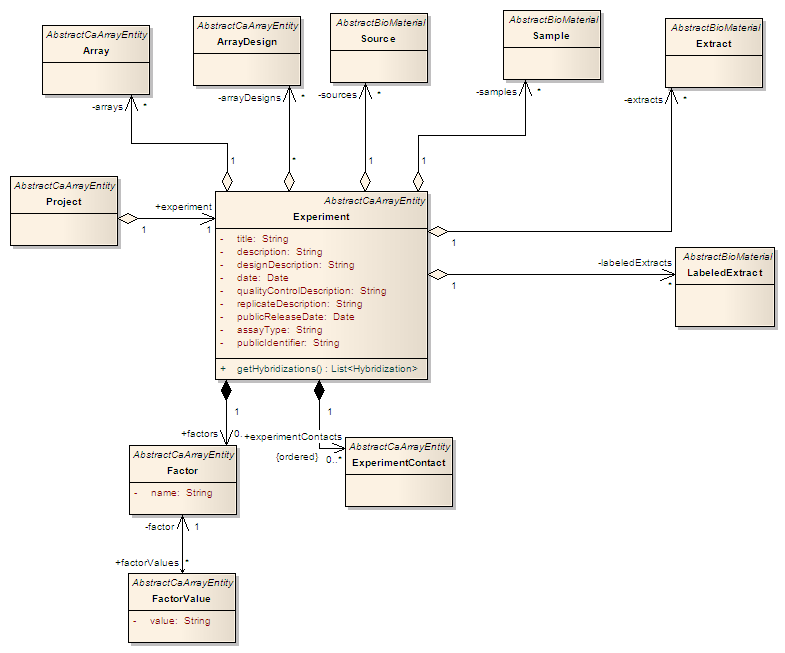 AbstractCaArrayEntity
Array
AbstractCaArrayEntity
ArrayDesign
AbstractBioMaterial
Source
AbstractBioMaterial
Sample
AbstractBioMaterial
Extract
-arrays
*
-arrayDesigns
*
-sources
*
-samples
*
-extracts
*
1
*
1
1
AbstractCaArrayEntity
Project
1
+experiment
1
AbstractCaArrayEntity
Experiment
- title: String
- description: String
- designDescription: String
- date: Date
- qualityControlDescription: String
- replicateDescription: String
- publicReleaseDate: Date
- assayType: String
- publicIdentifier: String
+ getHybridizations() : List<Hybridization>
1
1
-labeledExtracts
*
AbstractBioMaterial
LabeledExtract
1
1
+factors
0..
+experimentContacts
{ordered}
0..*
AbstractCaArrayEntity
ExperimentContact
AbstractCaArrayEntity
Factor
- name: String
-factor
1
+factorValues
*
AbstractCaArrayEntity
FactorValue
- value: String